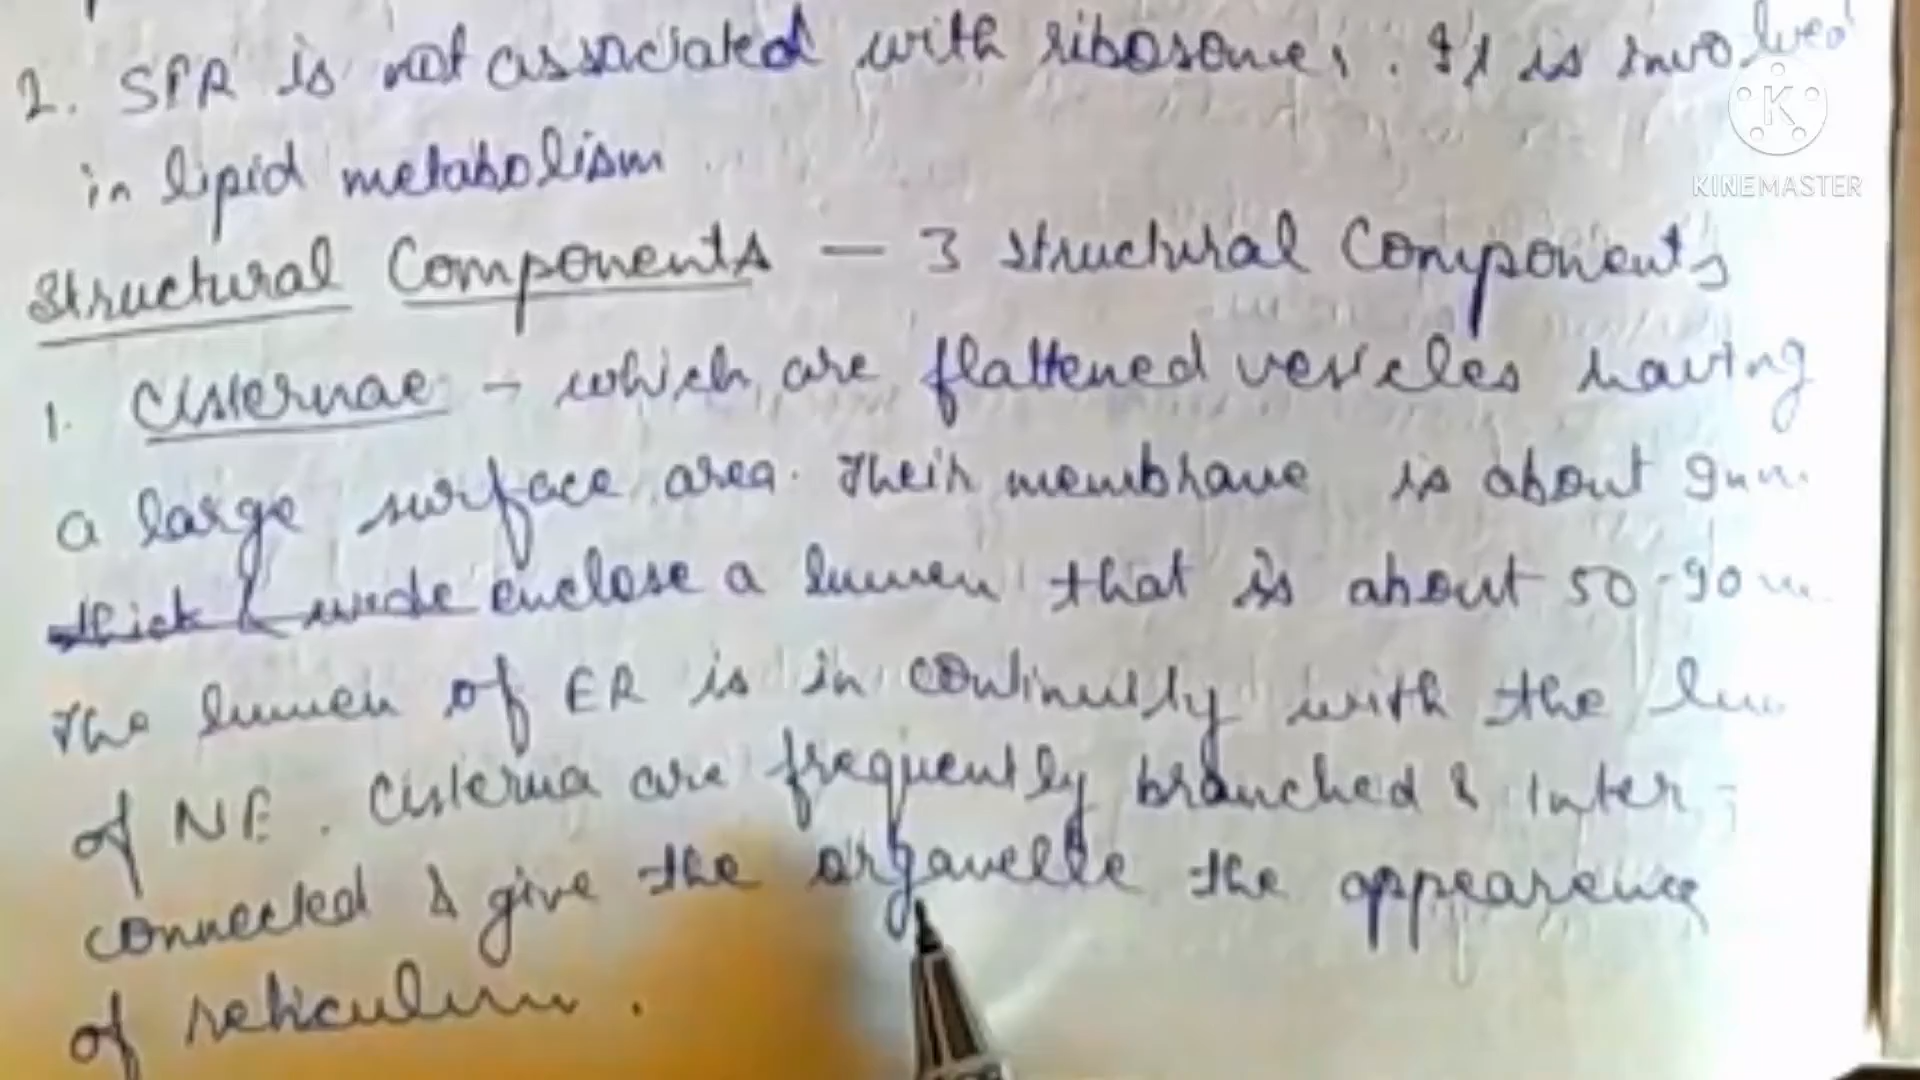 2. SER is not associated with ribosomes. It is involved
in lipid metabolism
Structural Components — 3 structural Components
1. Cisternae - which are flattened vesicles having
a large surface area. Their membrane is about 9nm
thick & wide enclose a lumen that is about 50-90
The lumen of ER is in continuity with the
of NE. Cisterna are frequently branched & Inter-
connected & give the organelle the appearence
of reticulum.
KINEMASTER